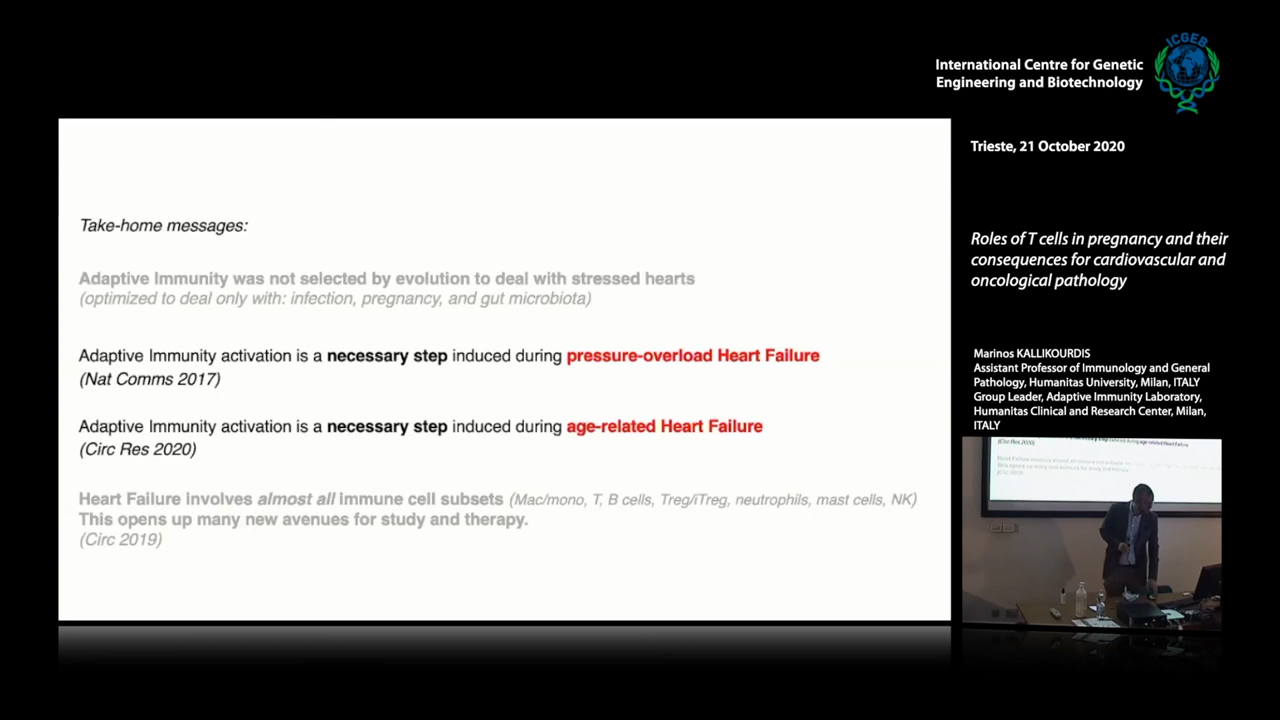 ICGEB
International Centre for Genetic
Engineering and Biotechnology
Trieste, 21 October 2020
Roles of T cells in pregnancy and their
consequences for cardiovascular and
oncological pathology
Marinos KALLIKOURDIS
Assistant Professor of Immunology and General
Pathology, Humanitas University, Milan, ITALY
Group Leader, Adaptive Immunity Laboratory,
Humanitas Clinical and Research Center, Milan,
ITALY
Take-home messages:
Adaptive Immunity was not selected by evolution to deal with stressed hearts
(optimized to deal only with: infection, pregnancy, and gut microbiota)
Adaptive Immunity activation is a necessary step induced during pressure-overload Heart Failure
(Nat Comms 2017)
Adaptive Immunity activation is a necessary step induced during age-related Heart Failure
(Circ Res 2020)
Heart Failure involves almost all immune cell subsets (Mac/mono, T, B cells, Treg/iTreg, neutrophils, mast cells, NK)
This opens up many new avenues for study and therapy.
(Circ 2019)